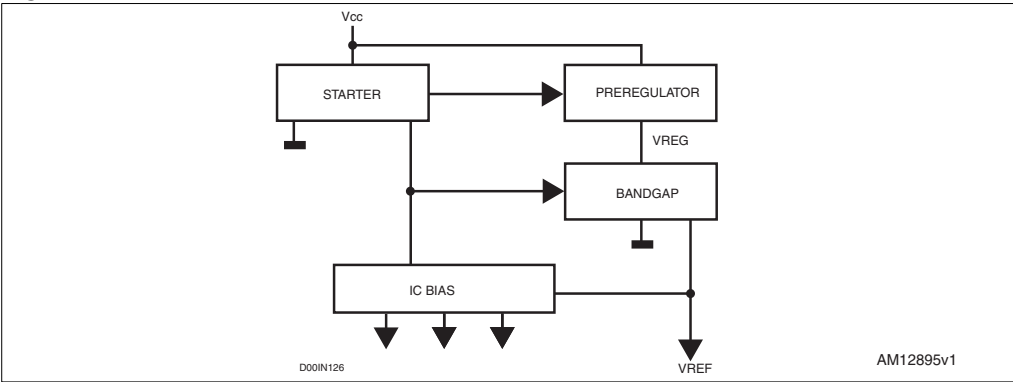 Vcc
STARTER
PREREGULATOR
VREG
BANDGAP
IC BIAS
D00IN126
VREF
AM12895v1